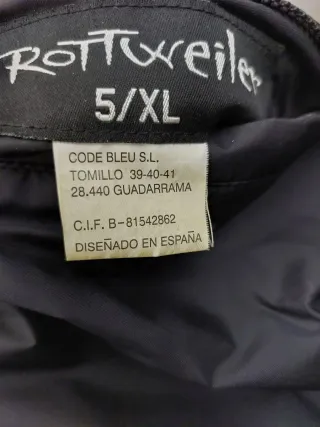 ROTTweiler
5/XL
CODE BLEU S.L.
TOMILLO 39-40-41
28.440 GUADARRAMA
C.I.F. B-81542862
DISEÑADO EN ESPAÑA